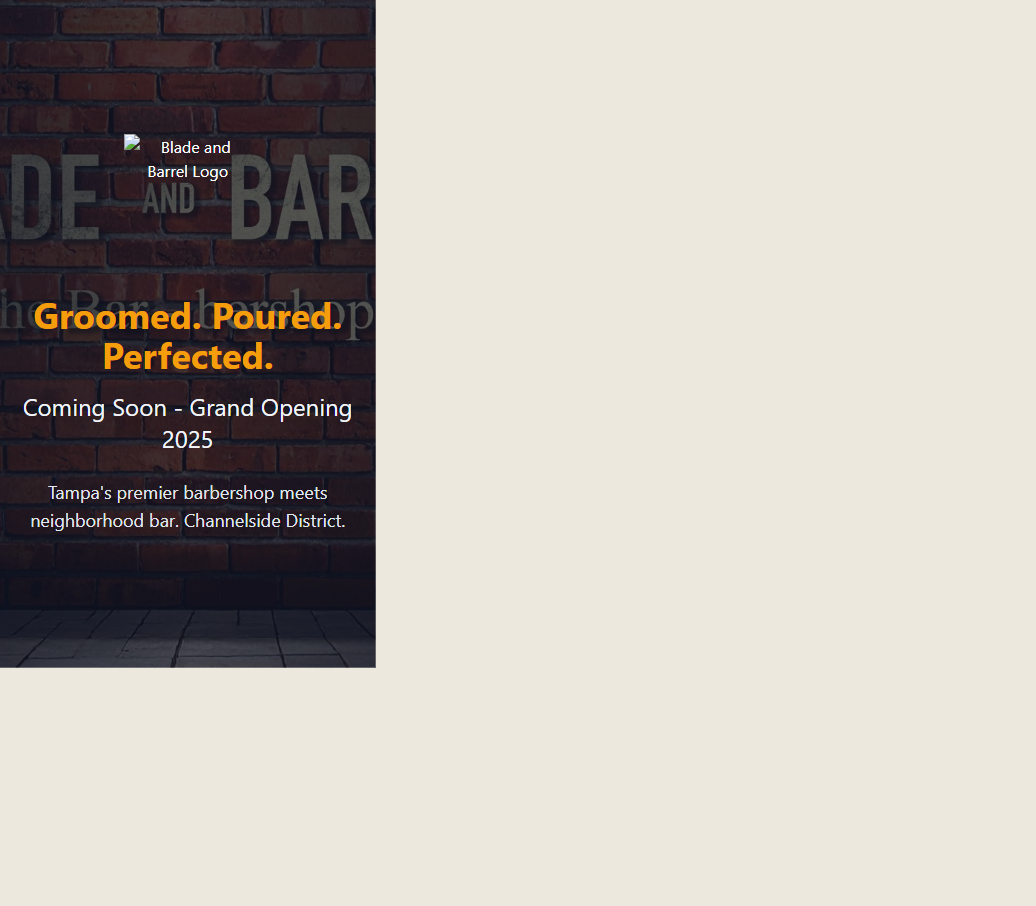 Blade and
Barrel Logo
ADE AND BAR
he Bar bershop
Groomed. Poured.
Perfected.
Coming Soon - Grand Opening
2025
Tampa's premier barbershop meets
neighborhood bar. Channelside District.